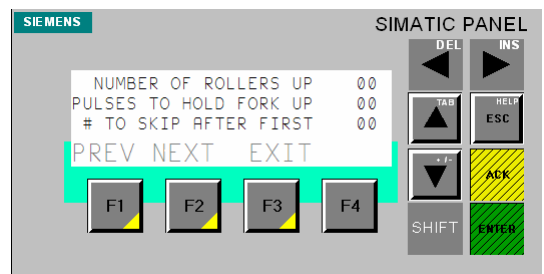 SIEMENS
SIMATIC PANEL
DEL
INS
NUMBER OF ROLLERS UP 00
PULSES TO HOLD FORK UP 00
# TO SKIP AFTER FIRST 00
PREV NEXT EXIT
TAB
HELP
ESC
+/-
ACK
F1 F2 F3 F4
SHIFT
ENTER